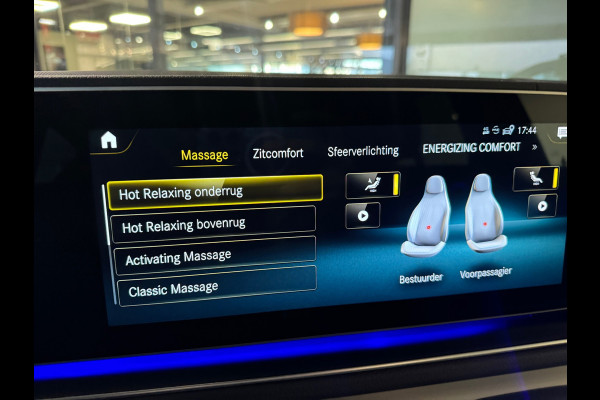 17:44
Massage Zitcomfort Sfeerverlichting ENERGIZING COMFORT »
Hot Relaxing onderrug
Hot Relaxing bovenrug
Activating Massage
Classic Massage
Bestuurder Voorpassagier